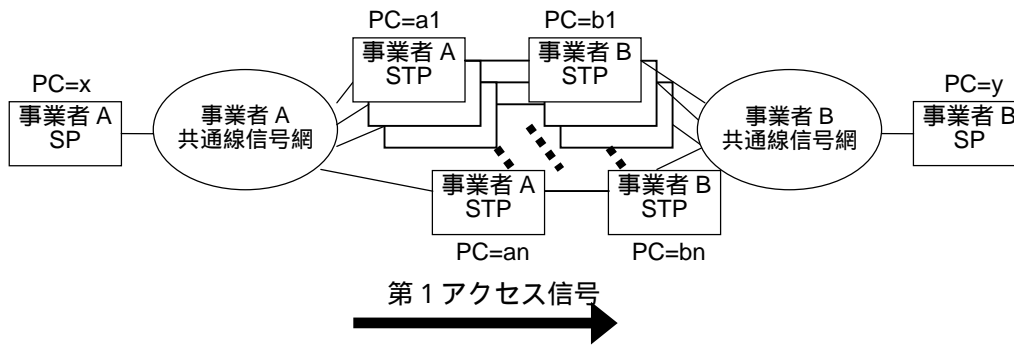 PC=a1
PC=b1
事業者 A
STP
事業者 B
STP
PC=x
事業者 A
SP
事業者 A
共通線信号網
事業者 B
共通線信号網
PC=y
事業者 B
SP
事業者 A
STP
事業者 B
STP
PC=an
PC=bn
第1アクセス信号